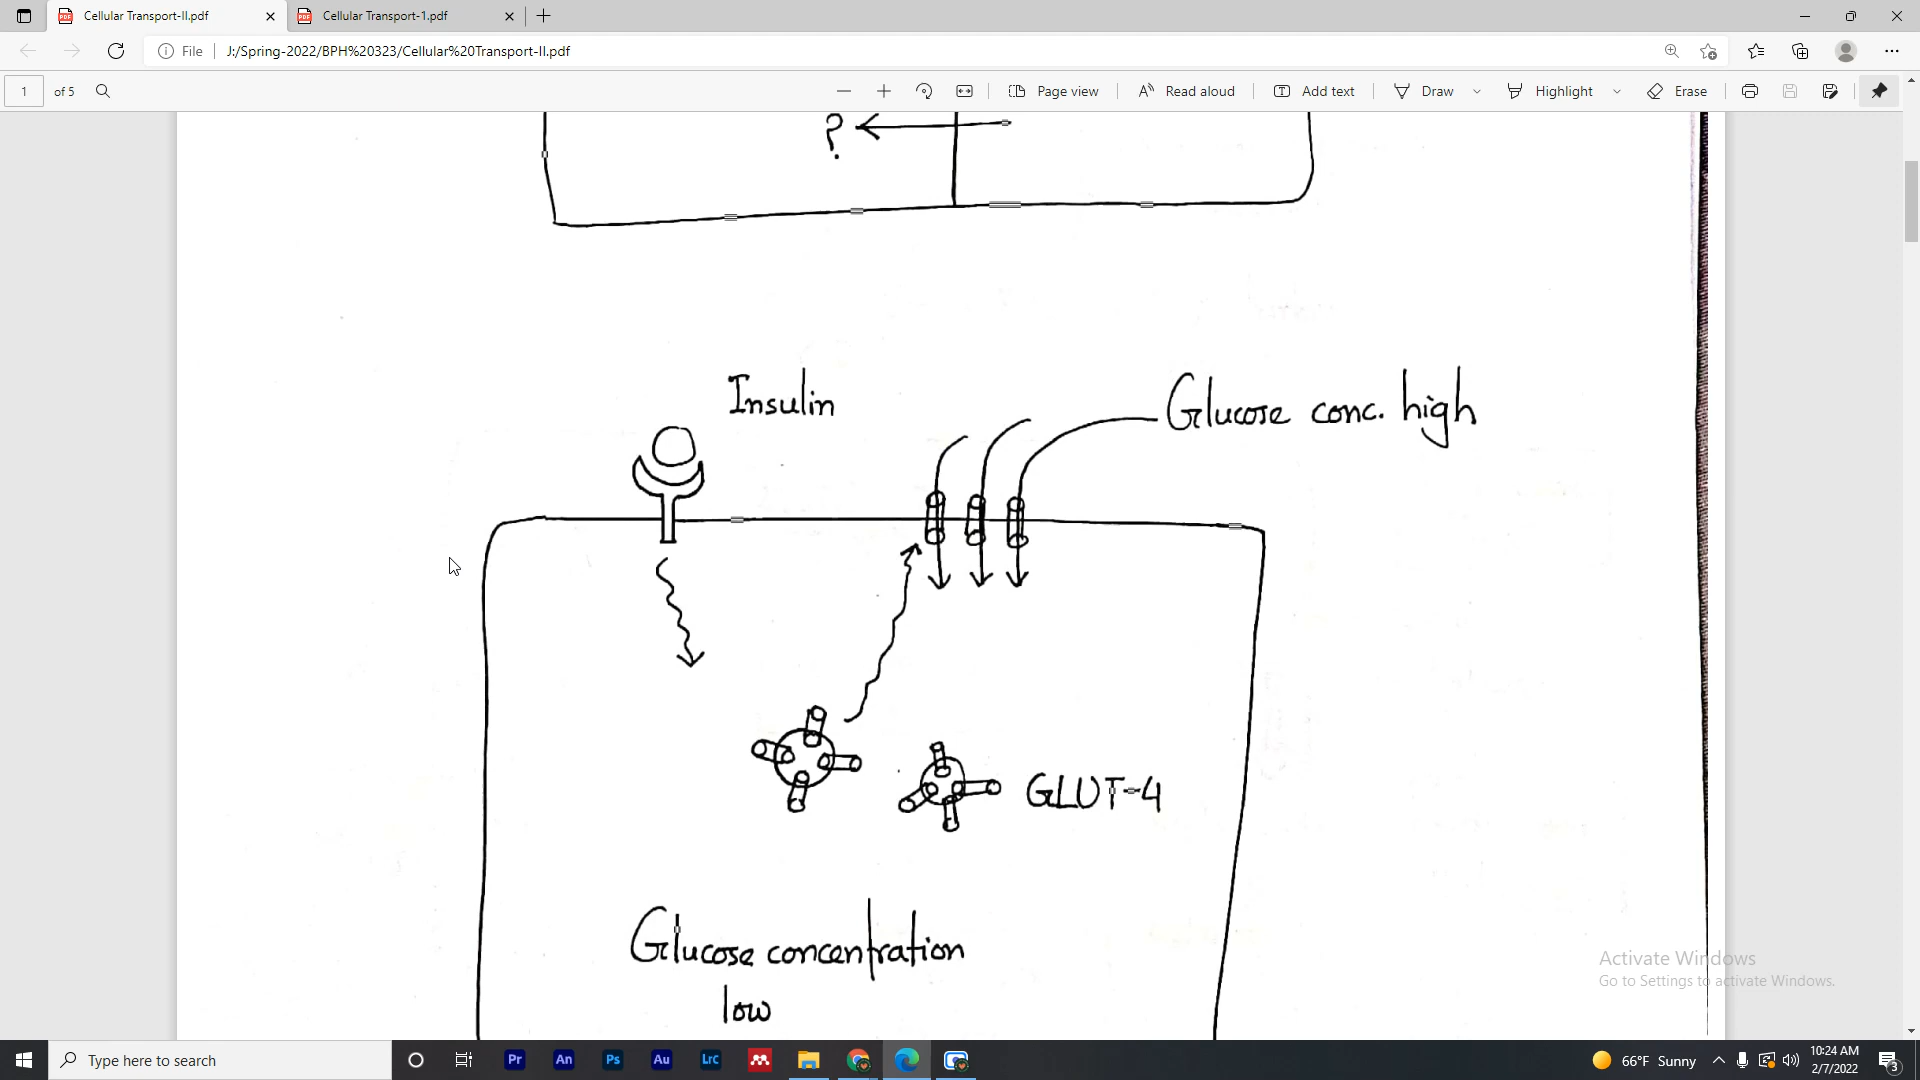 Cellular Transport-II.pdf
Cellular Transport-1.pdf
File
J:/Spring-2022/BPH%20323/Cellular%20Transport-II.pdf
1 of 5
Page view
Read aloud
Add text
Draw
Highlight
Erase
?
Insulin
Glucose conc. high
GLUT-4
Glucose concentration
low
Activate Windows
Go to Settings to activate Windows.
Type here to search
Pr
An
Ps
Au
LrC
66°F Sunny
10:24 AM
2/7/2022
3